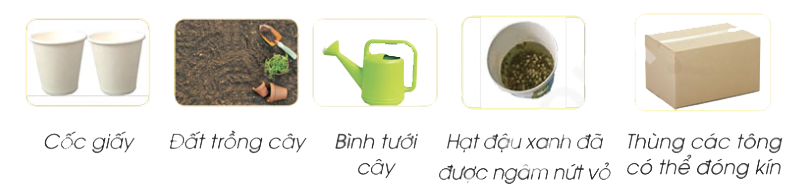 Cốc giấy
Đất trồng cây
Bình tưới
cây
Hạt đậu xanh đã
được ngâm nứt vỏ
Thùng các tông
có thể đóng kín